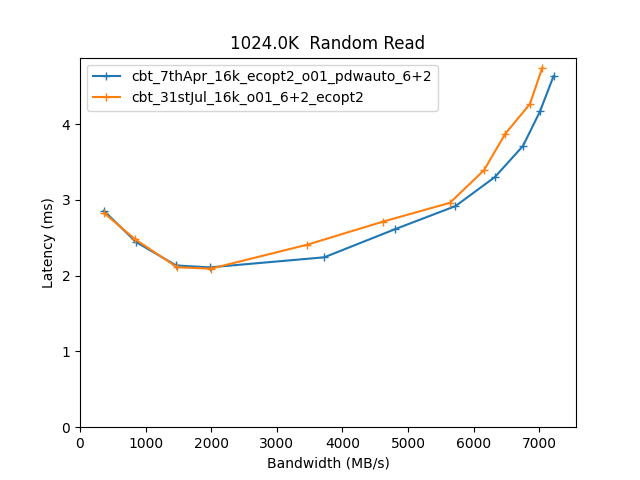 1024.0K  Random Read
cbt_7thApr_16k_ecopt2_o01_pdwauto_6+2
cbt_31stJul_16k_o01_6+2_ecopt2
4
3
2
1
0
Latency (ms)
0 1000 2000 3000 4000 5000 6000 7000
Bandwidth (MB/s)